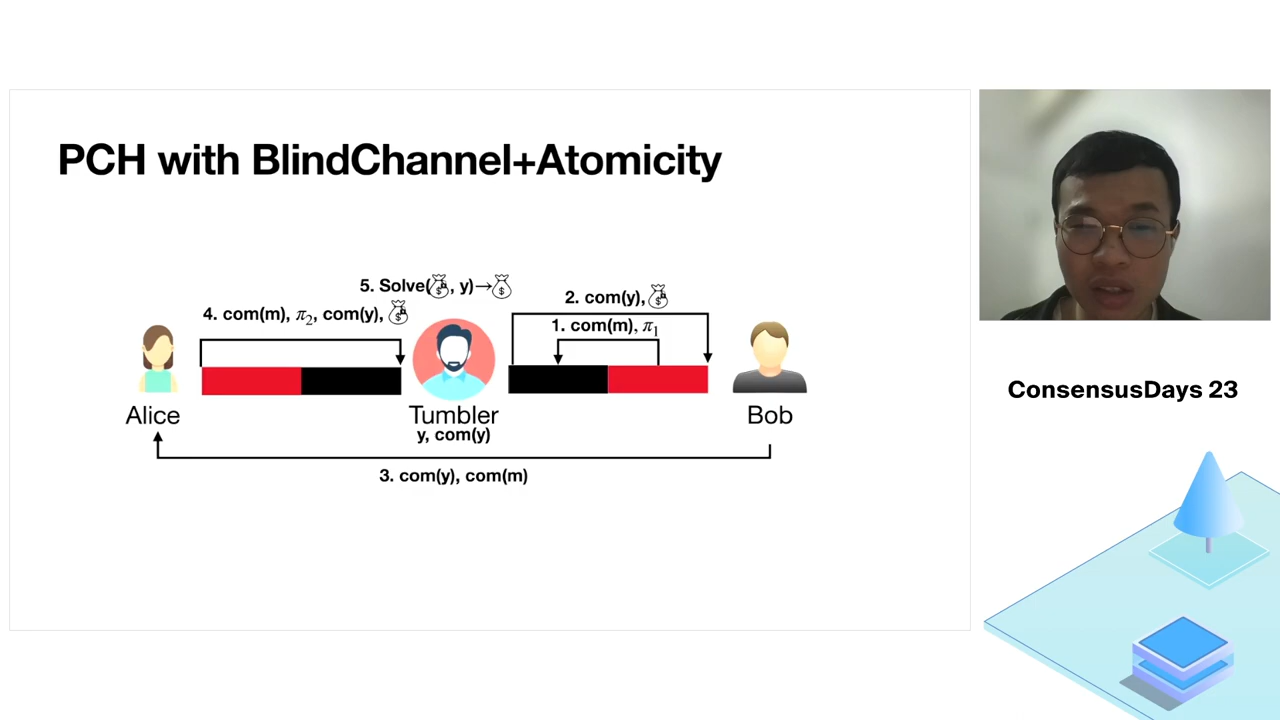 PCH with BlindChannel+Atomicity
5. Solve(, y)→
4. com(m), π₂, com(y),
2. com(y),
1. com(m), π₁
Alice
Tumbler
y, com(y)
Bob
3. com(y), com(m)
ConsensusDays 23